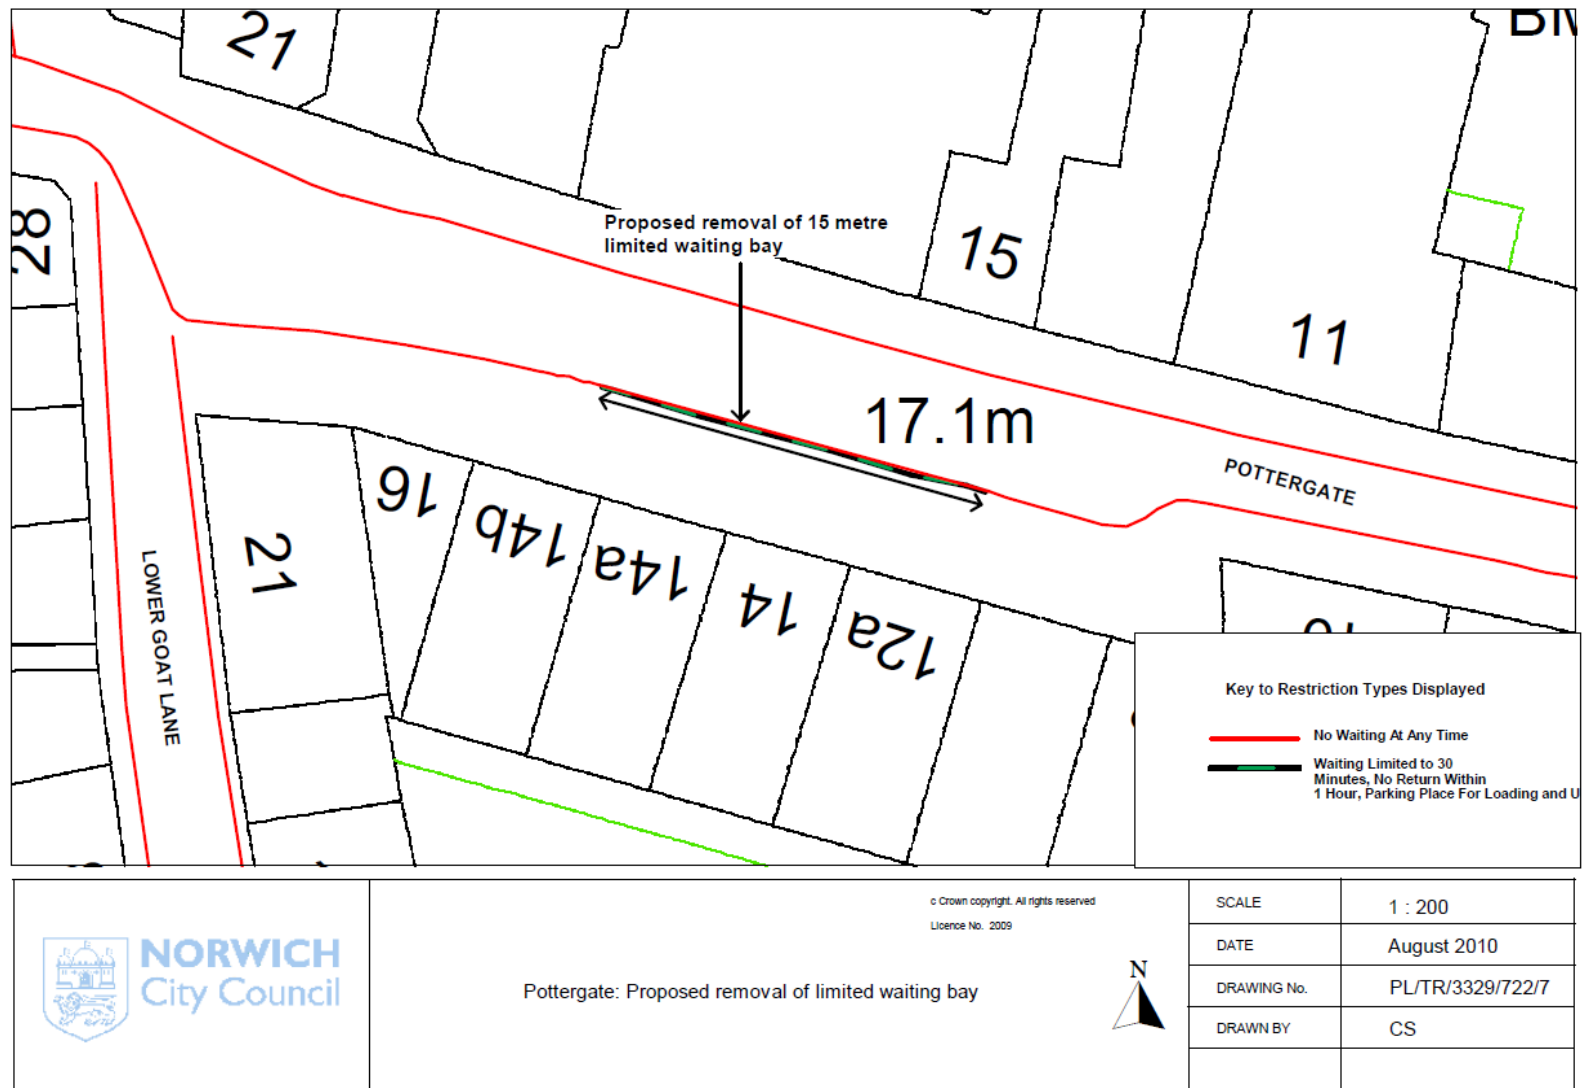 21
BM
28
Proposed removal of 15 metre
limited waiting bay
15
11
17.1m
POTTERGATE
16
14b
14a
14
12a
21
LOWER GOAT LANE
Key to Restriction Types Displayed
No Waiting At Any Time
Waiting Limited to 30
Minutes, No Return Within
1 Hour, Parking Place For Loading and U
NORWICH
City Council
c Crown copyright. All rights reserved
Licence No. 2009
Pottergate: Proposed removal of limited waiting bay
N
SCALE
1 : 200
DATE
August 2010
DRAWING No.
PL/TR/3329/722/7
DRAWN BY
CS